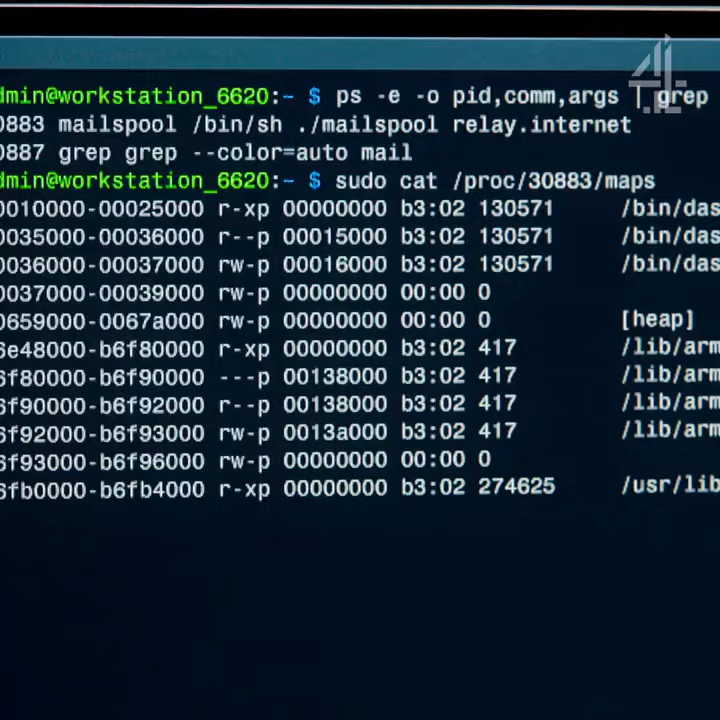 dmin@workstation_6620:~ $ ps -e -o pid,comm,args | grep
0883 mailspool /bin/sh ./mailspool relay.internet
0887 grep grep --color=auto mail
dmin@workstation_6620:~ $ sudo cat /proc/30883/maps
0010000-00025000 r-xp 00000000 b3:02 130571 /bin/das
0035000-00036000 r--p 00015000 b3:02 130571 /bin/das
0036000-00037000 rw-p 00016000 b3:02 130571 /bin/das
0037000-00039000 rw-p 00000000 00:00 0
0659000-0067a000 rw-p 00000000 00:00 0 [heap]
6e48000-b6f80000 r-xp 00000000 b3:02 417 /lib/arm
6f80000-b6f90000 ---p 00138000 b3:02 417 /lib/arm
6f90000-b6f92000 r--p 00138000 b3:02 417 /lib/arm
6f92000-b6f93000 rw-p 0013a000 b3:02 417 /lib/arm
6f93000-b6f96000 rw-p 00000000 00:00 0
6fb0000-b6fb4000 r-xp 00000000 b3:02 274625 /usr/lib
4